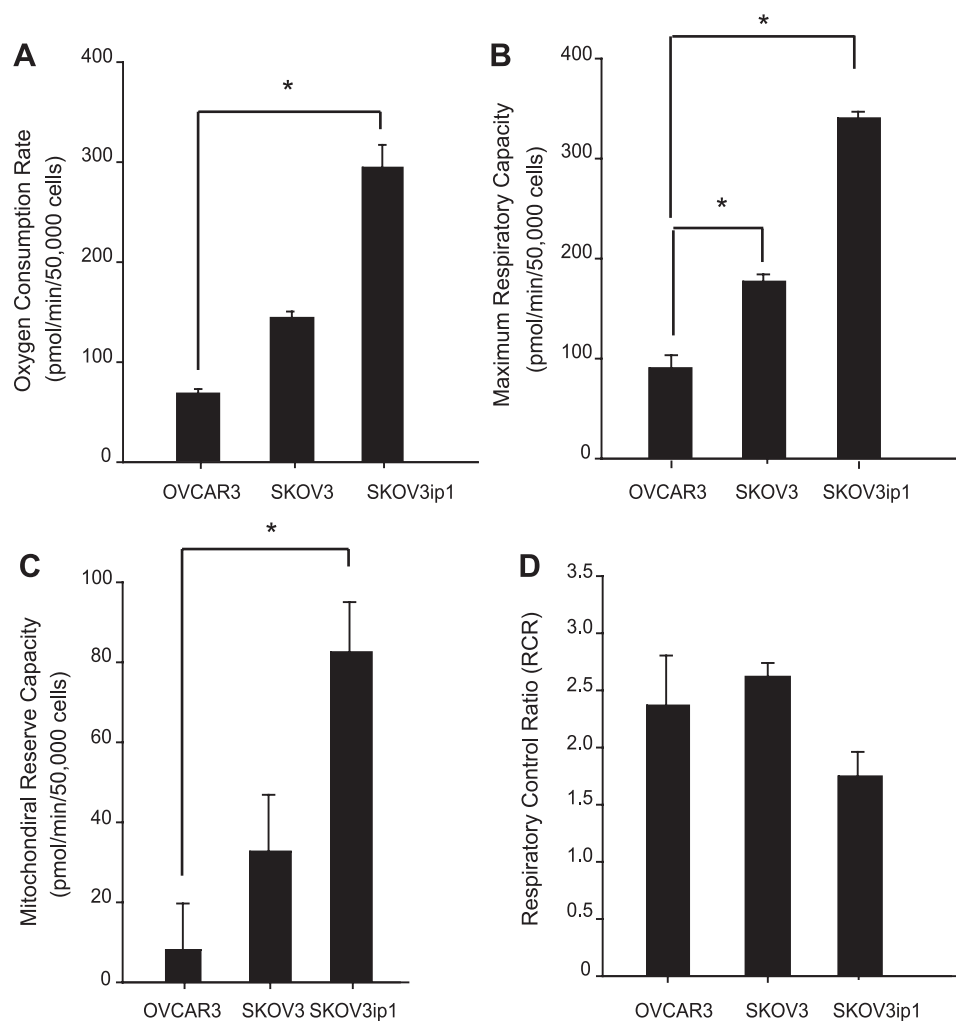 A
Oxygen Consumption Rate
(pmol/min/50,000 cells)
400
300
200
100
0
*
OVCAR3 SKOV3 SKOV3ip1
B
Maximum Respiratory Capacity
(pmol/min/50,000 cells)
400
300
200
100
0
*
*
OVCAR3 SKOV3 SKOV3ip1
C
Mitochondiral Reserve Capacity
(pmol/min/50,000 cells)
100
80
60
40
20
0
*
OVCAR3 SKOV3 SKOV3ip1
D
Respiratory Control Ratio (RCR)
3.5
3.0
2.5
2.0
1.5
1.0
0.5
0
OVCAR3 SKOV3 SKOV3ip1